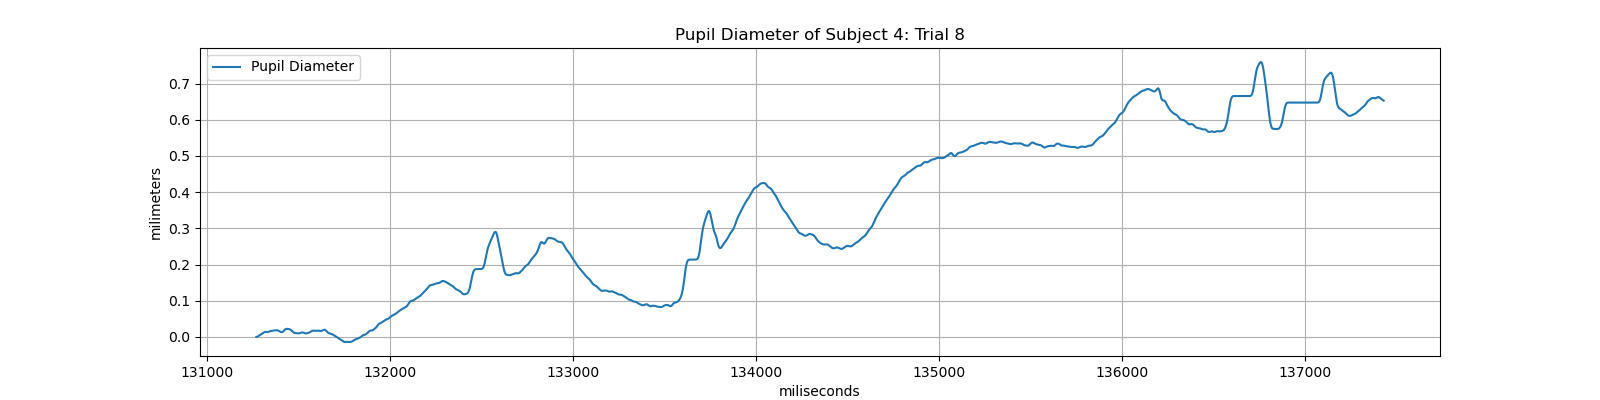 Pupil Diameter of Subject 4: Trial 8
Pupil Diameter
0.7
0.6
0.5
0.4
0.3
0.2
0.1
0.0
milimeters
131000 132000 133000 134000 135000 136000 137000
miliseconds